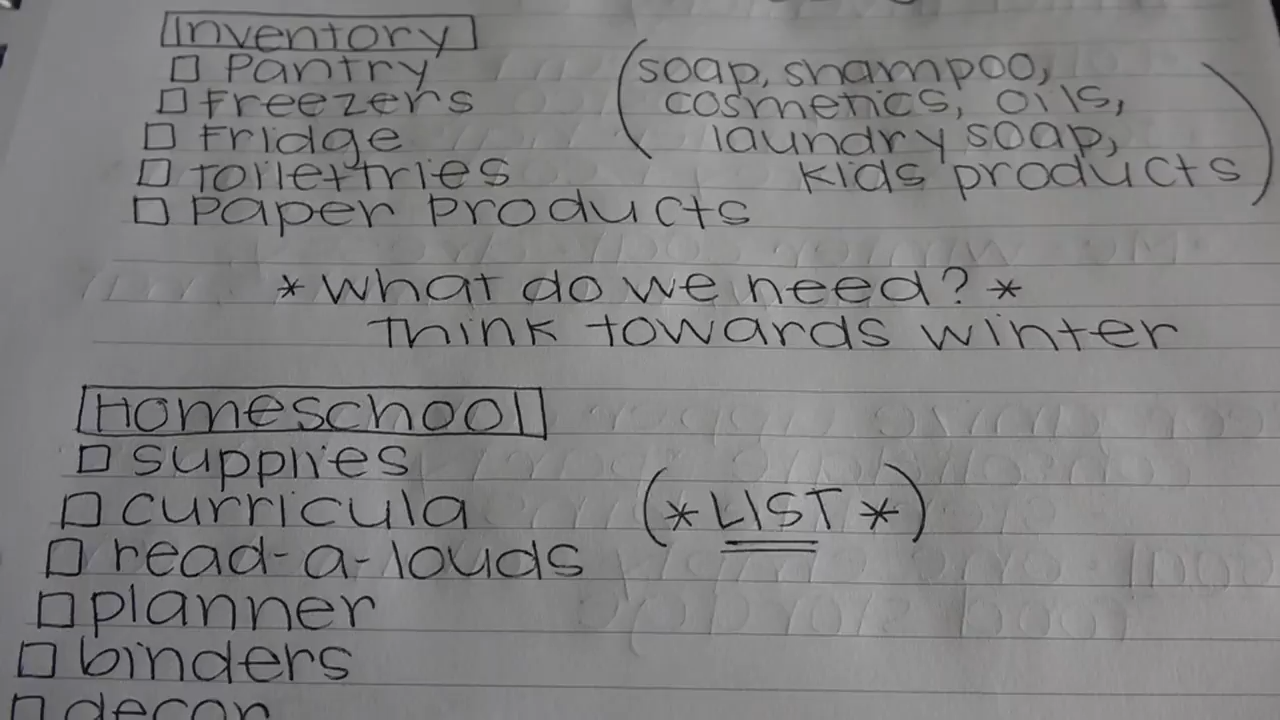 Inventory
Pantry
freezers
fridge
toilettries
paper products
(soap, shampoo,
cosmetics, oils,
laundry soap,
kids products)
*what do we need?*
Think towards winter
Homeschool
supplies
curricula
(*LIST*)
read-a-louds
planner
binders
decor